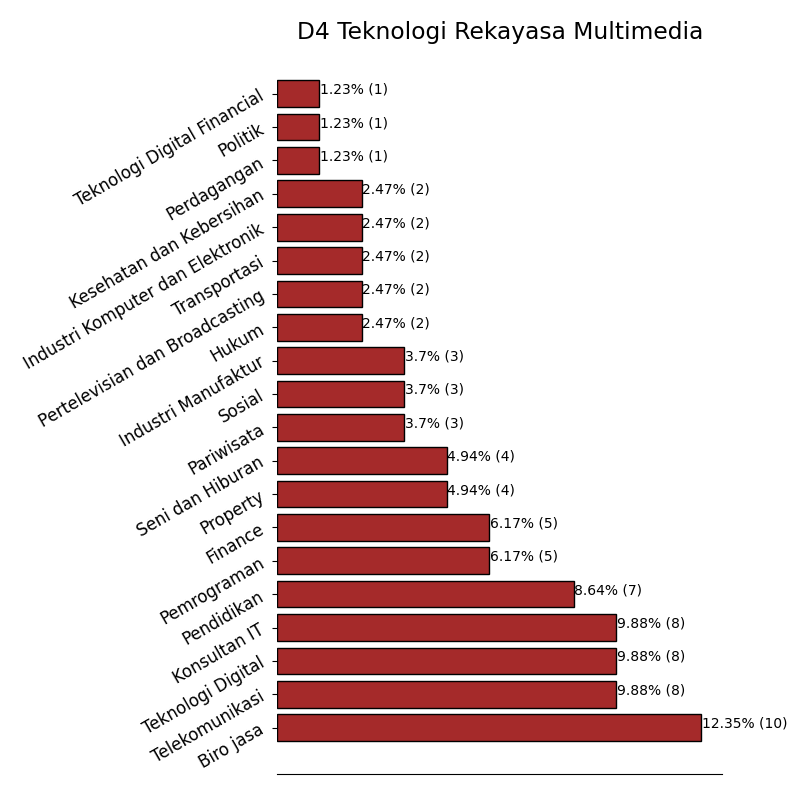 D4 Teknologi Rekayasa Multimedia
Teknologi Digital Financial 1.23% (1)
Politik 1.23% (1)
Perdagangan 1.23% (1)
Kesehatan dan Kebersihan 2.47% (2)
Industri Komputer dan Elektronik 2.47% (2)
Transportasi 2.47% (2)
Pertelevisian dan Broadcasting 2.47% (2)
Hukum 2.47% (2)
Industri Manufaktur 3.7% (3)
Sosial 3.7% (3)
Pariwisata 3.7% (3)
Seni dan Hiburan 4.94% (4)
Property 4.94% (4)
Finance 6.17% (5)
Pemrograman 6.17% (5)
Pendidikan 8.64% (7)
Konsultan IT 9.88% (8)
Teknologi Digital 9.88% (8)
Telekomunikasi 9.88% (8)
Biro jasa 12.35% (10)